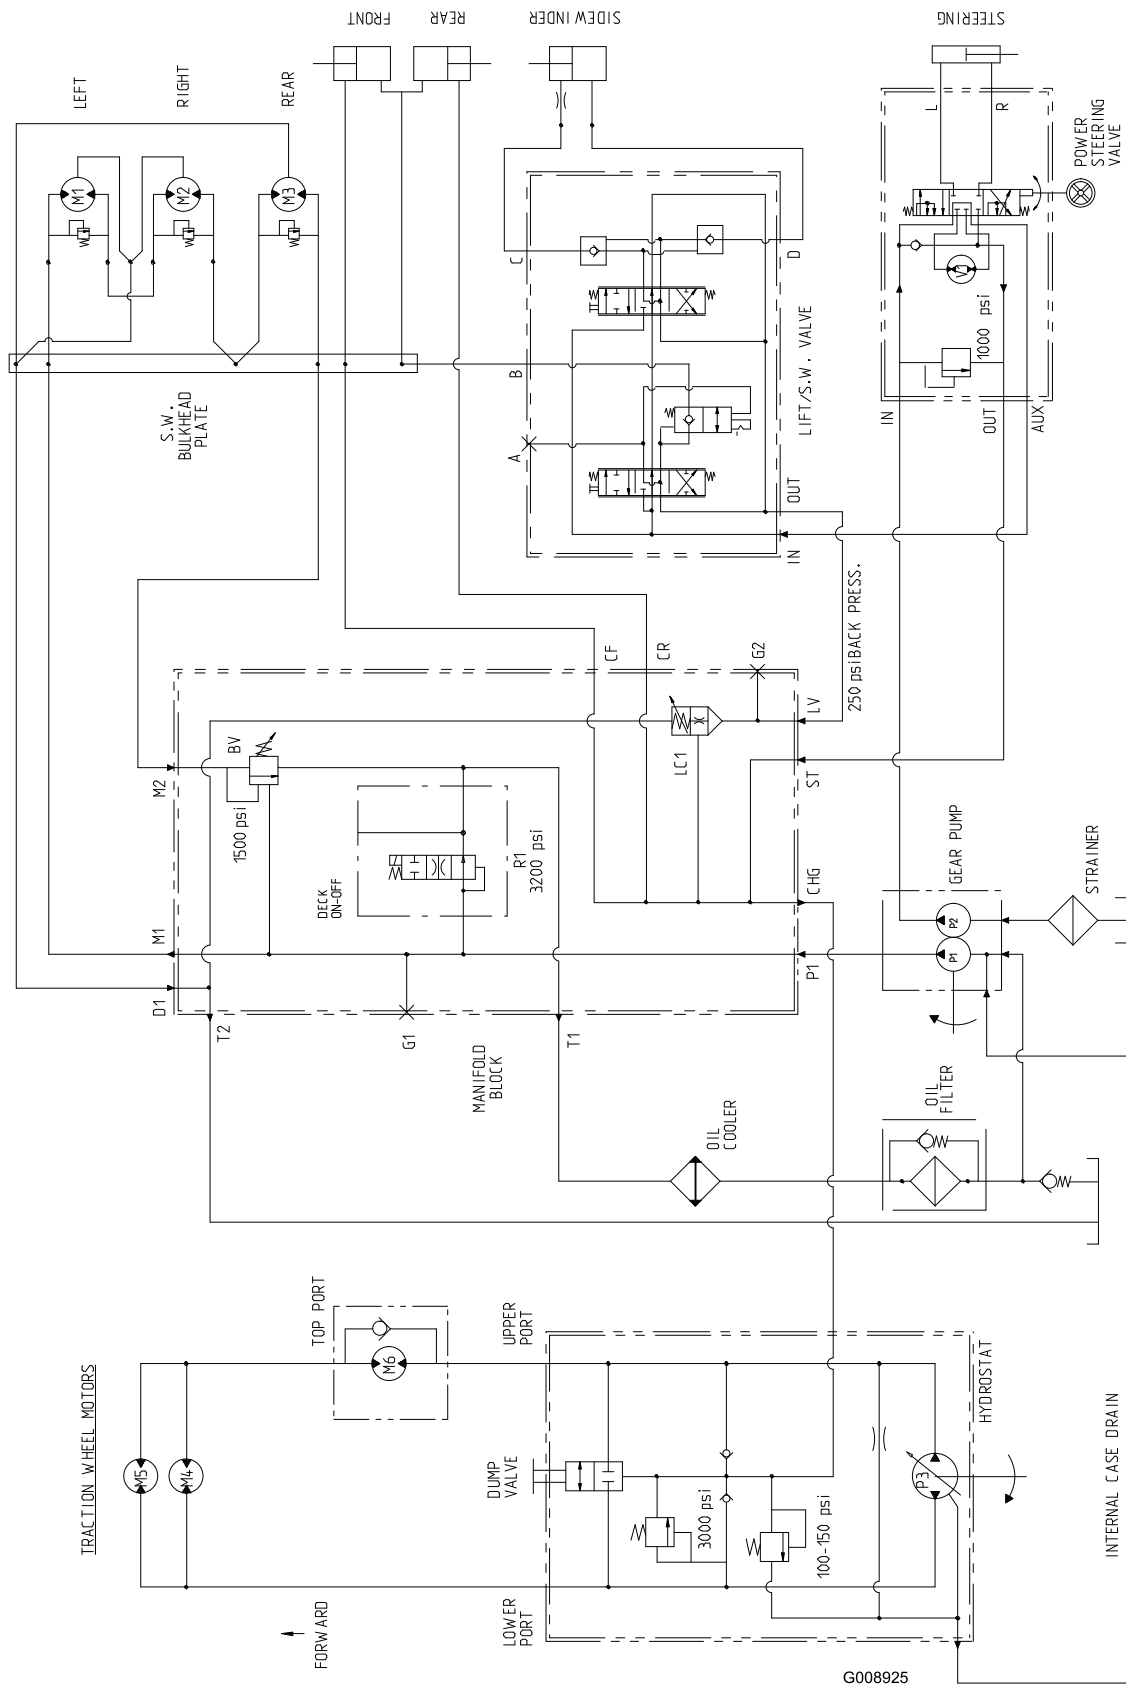 FRONT
REAR
SIDEWINDER
STEERING
LEFT
RIGHT
REAR
M1
M2
M3
L
R
POWER
STEERING
VALVE
C
D
V1
1000 psi
S.W.
BULKHEAD
PLATE
B
A
LIFT/S.W. VALVE
IN
OUT
AUX
OUT
IN
250 psi BACK PRESS.
CF
CR
G2
LV
LC1
ST
M2
BV
1500 psi
DECK
ON-OFF
R1
3200 psi
CHG
GEAR PUMP
STRAINER
P2
P1
M1
P1
D1
T2
G1
T1
MANIFOLD
BLOCK
OIL
COOLER
OIL
FILTER
TRACTION WHEEL MOTORS
TOP PORT
M6
UPPER
PORT
HYDROSTAT
M5
M4
DUMP
VALVE
3000 psi
100-150 psi
P3
INTERNAL CASE DRAIN
LOWER
PORT
FORWARD
G008925